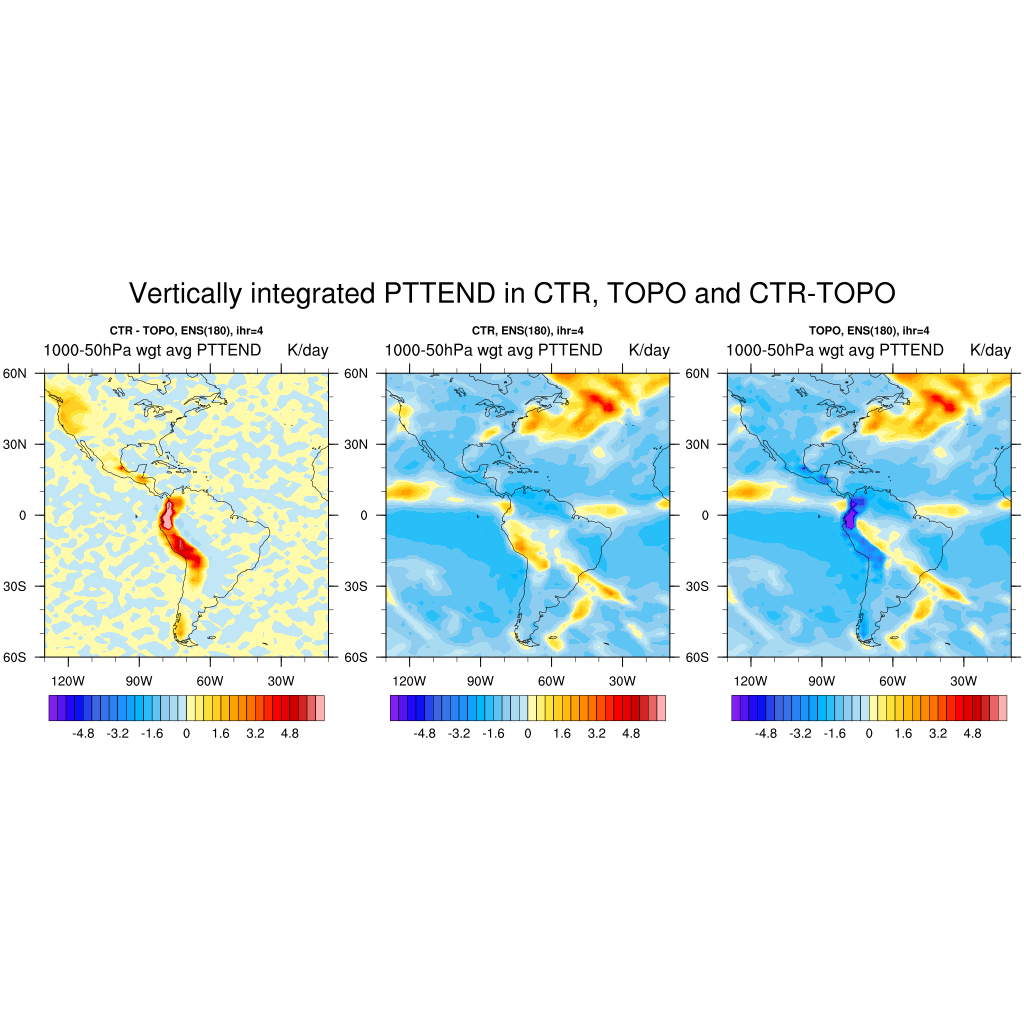 Vertically integrated PTTEND in CTR, TOPO and CTR-TOPO
CTR - TOPO, ENS(180), ihr=4
1000-50hPa wgt avg PTTEND K/day
60N
30N
0
30S
60S
120W 90W 60W 30W
-4.8 -3.2 -1.6 0 1.6 3.2 4.8
CTR, ENS(180), ihr=4
1000-50hPa wgt avg PTTEND K/day
60N
30N
0
30S
60S
120W 90W 60W 30W
-4.8 -3.2 -1.6 0 1.6 3.2 4.8
TOPO, ENS(180), ihr=4
1000-50hPa wgt avg PTTEND K/day
60N
30N
0
30S
60S
120W 90W 60W 30W
-4.8 -3.2 -1.6 0 1.6 3.2 4.8